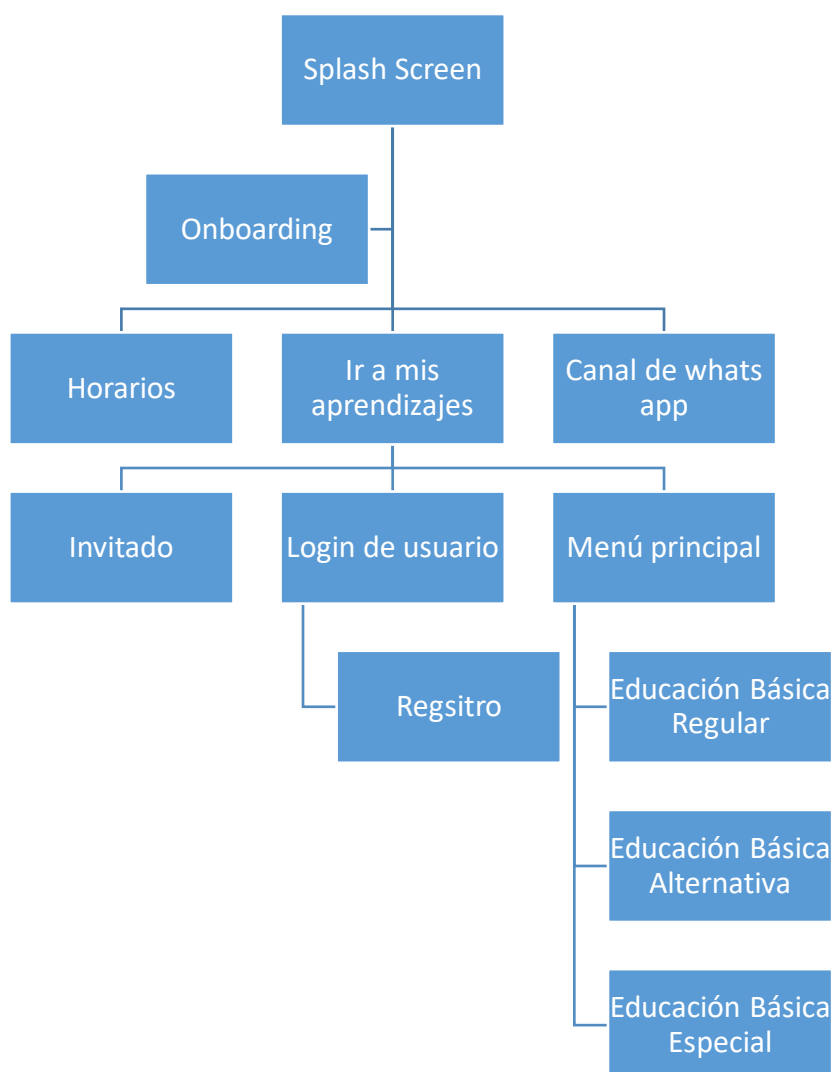 Splash Screen
Onboarding
Horarios
Ir a mis
aprendizajes
Canal de whats
app
Invitado
Login de usuario
Menú principal
Regsitro
Educación Básica
Regular
Educación Básica
Alternativa
Educación Básica
Especial